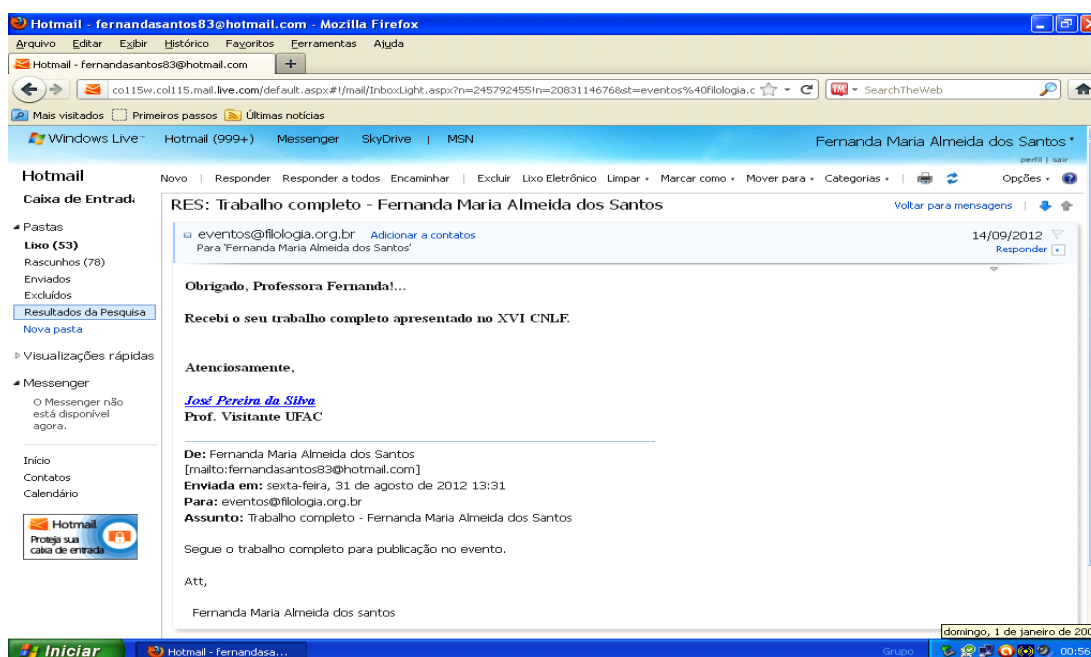 Hotmail - fernandasantos83@hotmail.com - Mozilla Firefox
Arquivo Editar Exibir Histórico Favoritos Ferramentas Ajuda
Hotmail - fernandasantos83@hotmail.com
co115w.col115.mail.live.com/default.aspx#!/mail/InboxLight.aspx?n=245792455!n=2083114676&st=eventos%40filologia.c
SearchTheWeb
Mais visitados Primeiros passos Últimas notícias
Windows Live Hotmail (999+) Messenger SkyDrive | MSN Fernanda Maria Almeida dos Santos
perfil | sair
Hotmail
Novo | Responder Responder a todos Encaminhar | Excluir Lixo Eletrônico Limpar Marcar como Mover para Categorias | Opções
Caixa de Entrada
RES: Trabalho completo - Fernanda Maria Almeida dos Santos
Voltar para mensagens |
Pastas
Lixo (53)
Rascunhos (78)
Enviados
Excluídos
Resultados da Pesquisa
Nova pasta
Visualizações rápidas
Messenger
O Messenger não
está disponível
agora.
Início
Contatos
Calendário
Hotmail
Proteja sua
caixa de entrada
eventos@filologia.org.br Adicionar a contatos
14/09/2012
Para 'Fernanda Maria Almeida dos Santos'
Responder
Obrigado, Professora Fernanda!...
Recebi o seu trabalho completo apresentado no XVI CNLF.
Atenciosamente,
José Pereira da Silva
Prof. Visitante UFAC
De: Fernanda Maria Almeida dos Santos
[mailto:fernandasantos83@hotmail.com]
Enviada em: sexta-feira, 31 de agosto de 2012 13:31
Para: eventos@filologia.org.br
Assunto: Trabalho completo - Fernanda Maria Almeida dos Santos
Segue o trabalho completo para publicação no evento.
Att,
Fernanda Maria Almeida dos santos
domingo, 1 de janeiro de 200
Iniciar
Hotmail - fernandasa...
Grupo
00:56